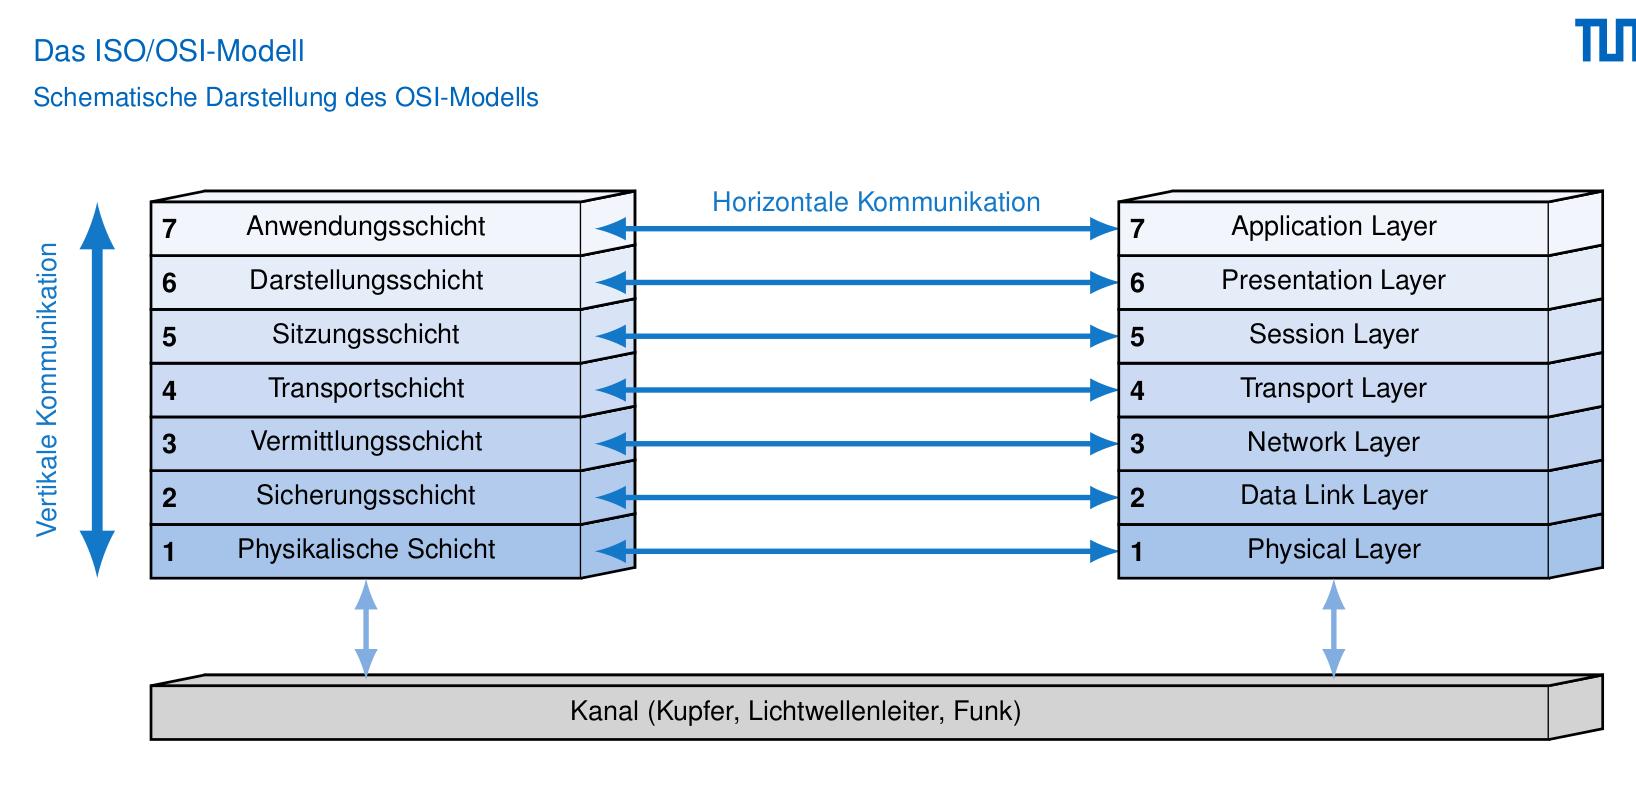 Das ISO/OSI-Modell
TUM
Schematische Darstellung des OSI-Modells
Vertikale Kommunikation
Horizontale Kommunikation
7 Anwendungsschicht
7 Application Layer
6 Darstellungsschicht
6 Presentation Layer
5 Sitzungsschicht
5 Session Layer
4 Transportschicht
4 Transport Layer
3 Vermittlungsschicht
3 Network Layer
2 Sicherungsschicht
2 Data Link Layer
1 Physikalische Schicht
1 Physical Layer
Kanal (Kupfer, Lichtwellenleiter, Funk)